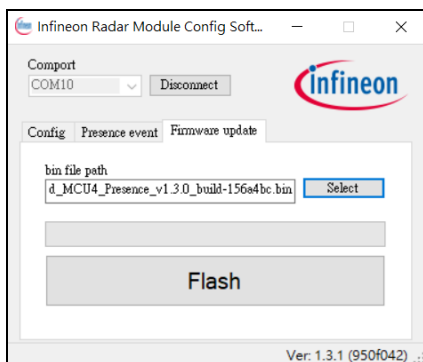 Infineon Radar Module Config Soft...
Comport
COM10
Disconnect
infineon
Config
Presence event
Firmware update
bin file path
d_MCU4_Presence_v1.3.0_build-156a4bc.bin
Select
Flash
Ver: 1.3.1 (950f042)